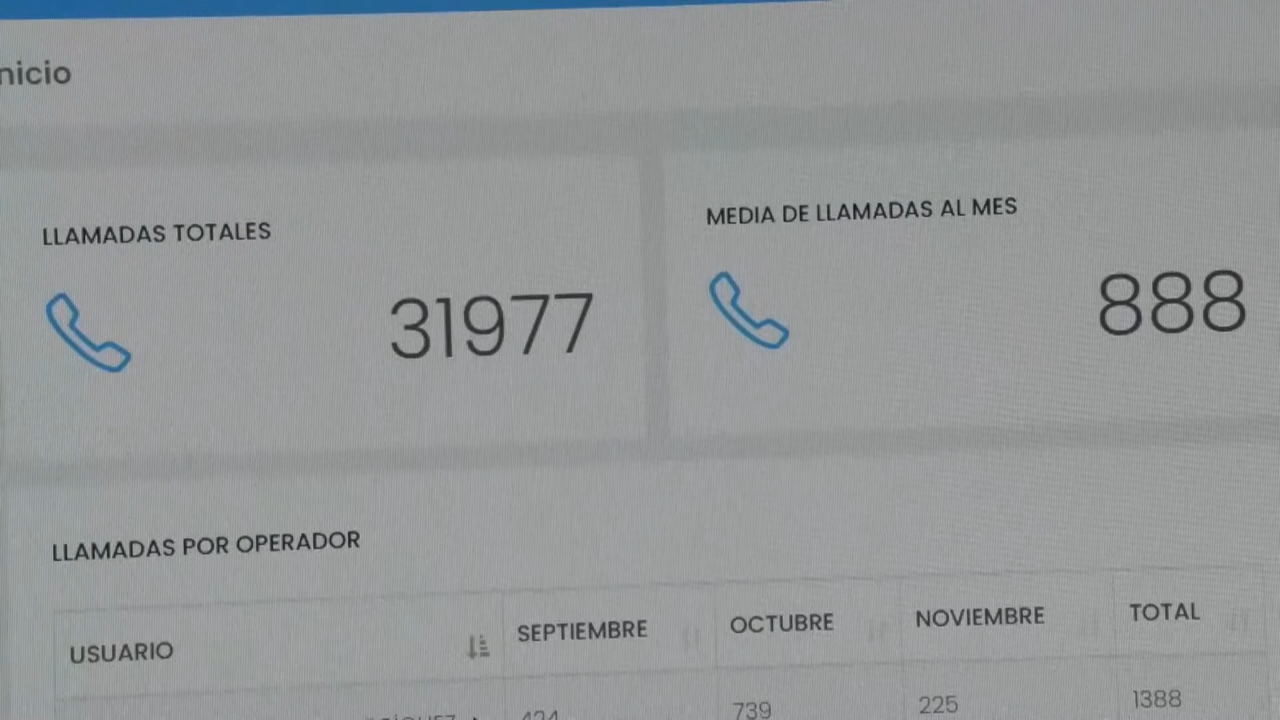 nicio
LLAMADAS TOTALES
31977
MEDIA DE LLAMADAS AL MES
888
LLAMADAS POR OPERADOR
USUARIO SEPTIEMBRE OCTUBRE NOVIEMBRE TOTAL
424 739 225 1388